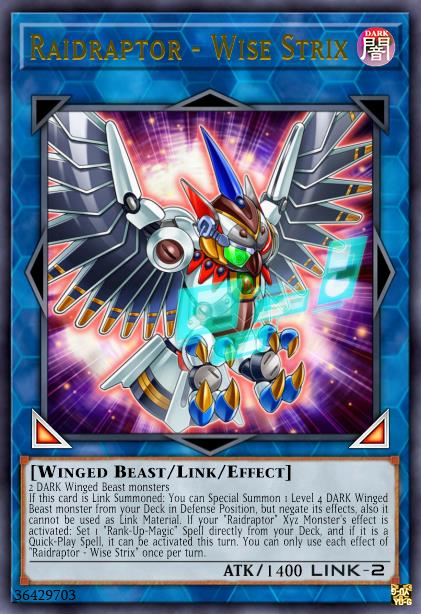 Raidraptor - Wise Strix
DARK
闇
[Winged Beast/Link/Effect]
2 DARK Winged Beast monsters
If this card is Link Summoned: You can Special Summon 1 Level 4 DARK Winged
Beast monster from your Deck in Defense Position, but negate its effects, also it
cannot be used as Link Material. If your "Raidraptor" Xyz Monster's effect is
activated: Set 1 "Rank-Up-Magic" Spell directly from your Deck, and if it is a
Quick-Play Spell, it can be activated this turn. You can only use each effect of
"Raidraptor - Wise Strix" once per turn.
ATK/1400 LINK-2
36429703